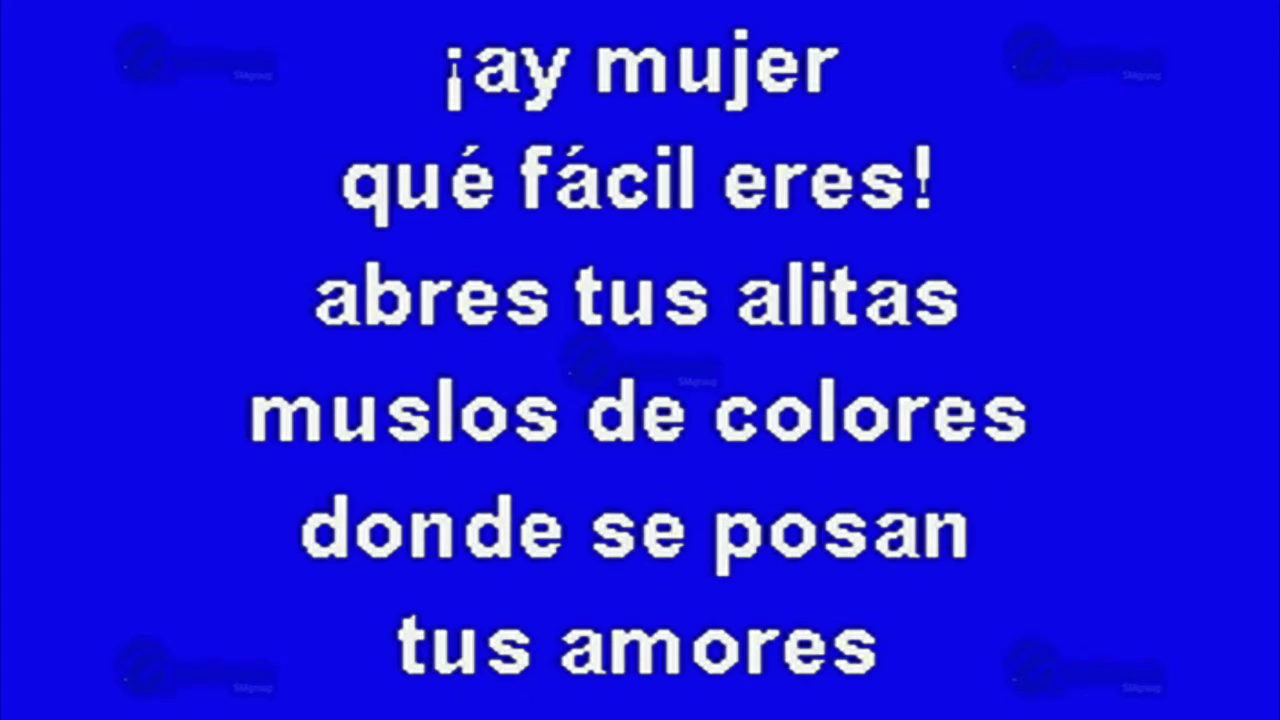 ¡ay mujer
qué fácil eres!
abres tus alitas
muslos de colores
donde se posan
tus amores